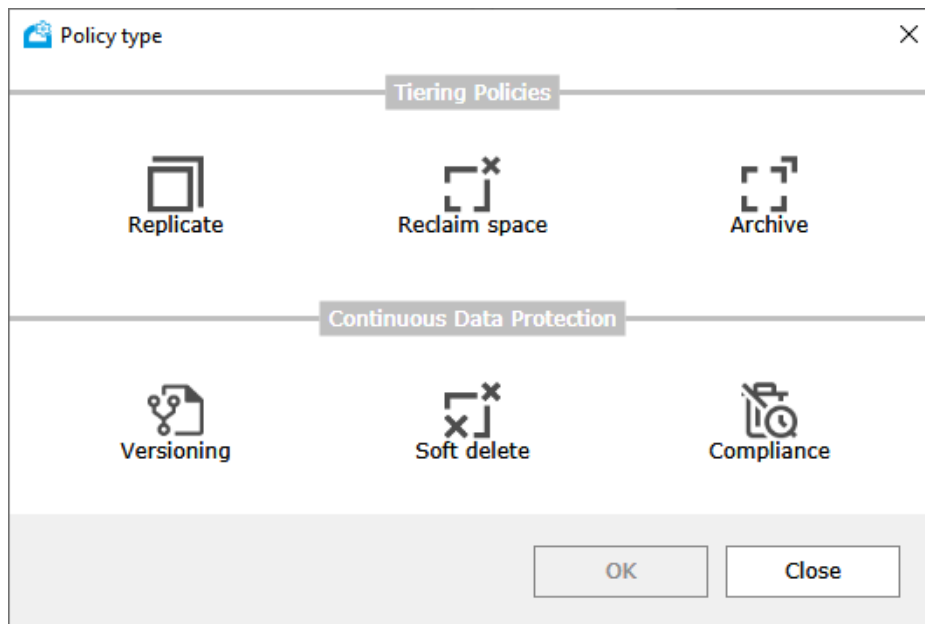 Policy type
Tiering Policies
Replicate
Reclaim space
Archive
Continuous Data Protection
Versioning
Soft delete
Compliance
OK
Close